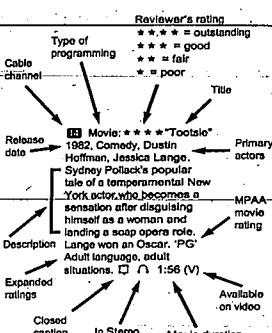 Reviewer's rating
★★★★ = outstanding
★★★ = good
★★ = fair
★ = poor
Type of
programming
Cable
channel
Title
Release
date
Primary
actors
Movie: ★★★★ "Tootsie"
1982, Comedy, Dustin
Hoffman, Jessica Lange.
Sydney Pollack's popular
tale of a temperamental New
York actor who becomes a
sensation after disguising
himself as a woman and
landing a soap opera role.
Lange won an Oscar. 'PG'
Adult language, adult
situations. 1:56 (V)
MPAA
movie
rating
Description
Expanded
ratings
Available
on video
Closed
caption
In Stereo
Movie duration